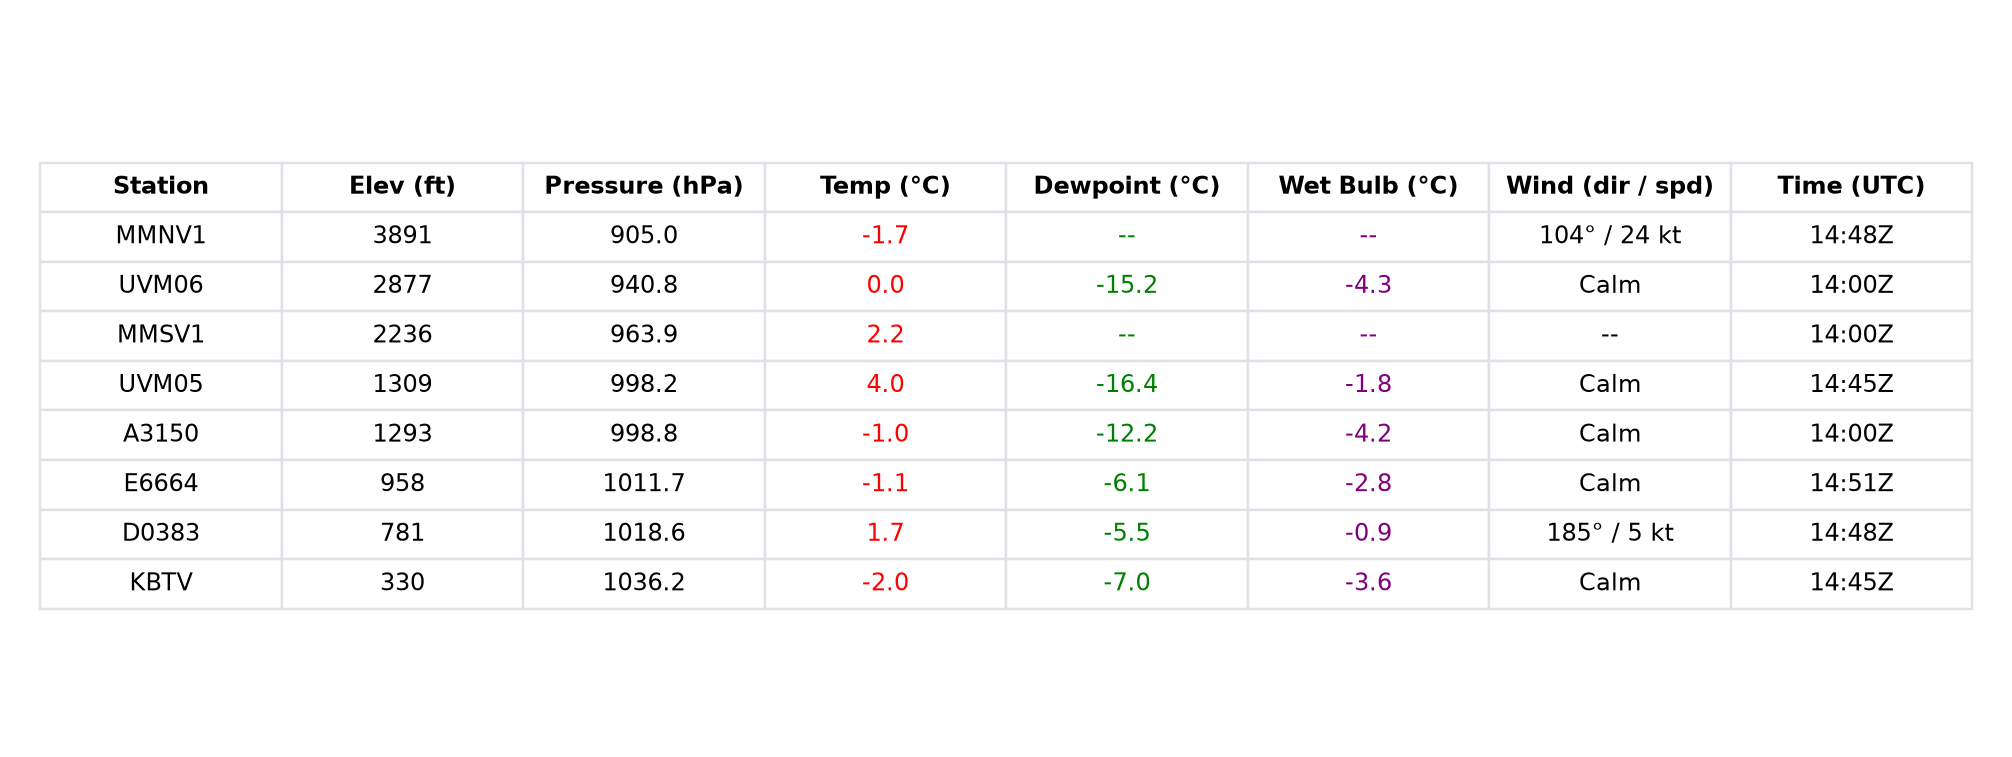 Station Elev (ft) Pressure (hPa) Temp (°C) Dewpoint (°C) Wet Bulb (°C) Wind (dir / spd) Time (UTC)
MMNV1 3891 905.0 -1.7 -- -- 104° / 24 kt 14:48Z
UVM06 2877 940.8 0.0 -15.2 -4.3 Calm 14:00Z
MMSV1 2236 963.9 2.2 -- -- -- 14:00Z
UVM05 1309 998.2 4.0 -16.4 -1.8 Calm 14:45Z
A3150 1293 998.8 -1.0 -12.2 -4.2 Calm 14:00Z
E6664 958 1011.7 -1.1 -6.1 -2.8 Calm 14:51Z
D0383 781 1018.6 1.7 -5.5 -0.9 185° / 5 kt 14:48Z
KBTV 330 1036.2 -2.0 -7.0 -3.6 Calm 14:45Z